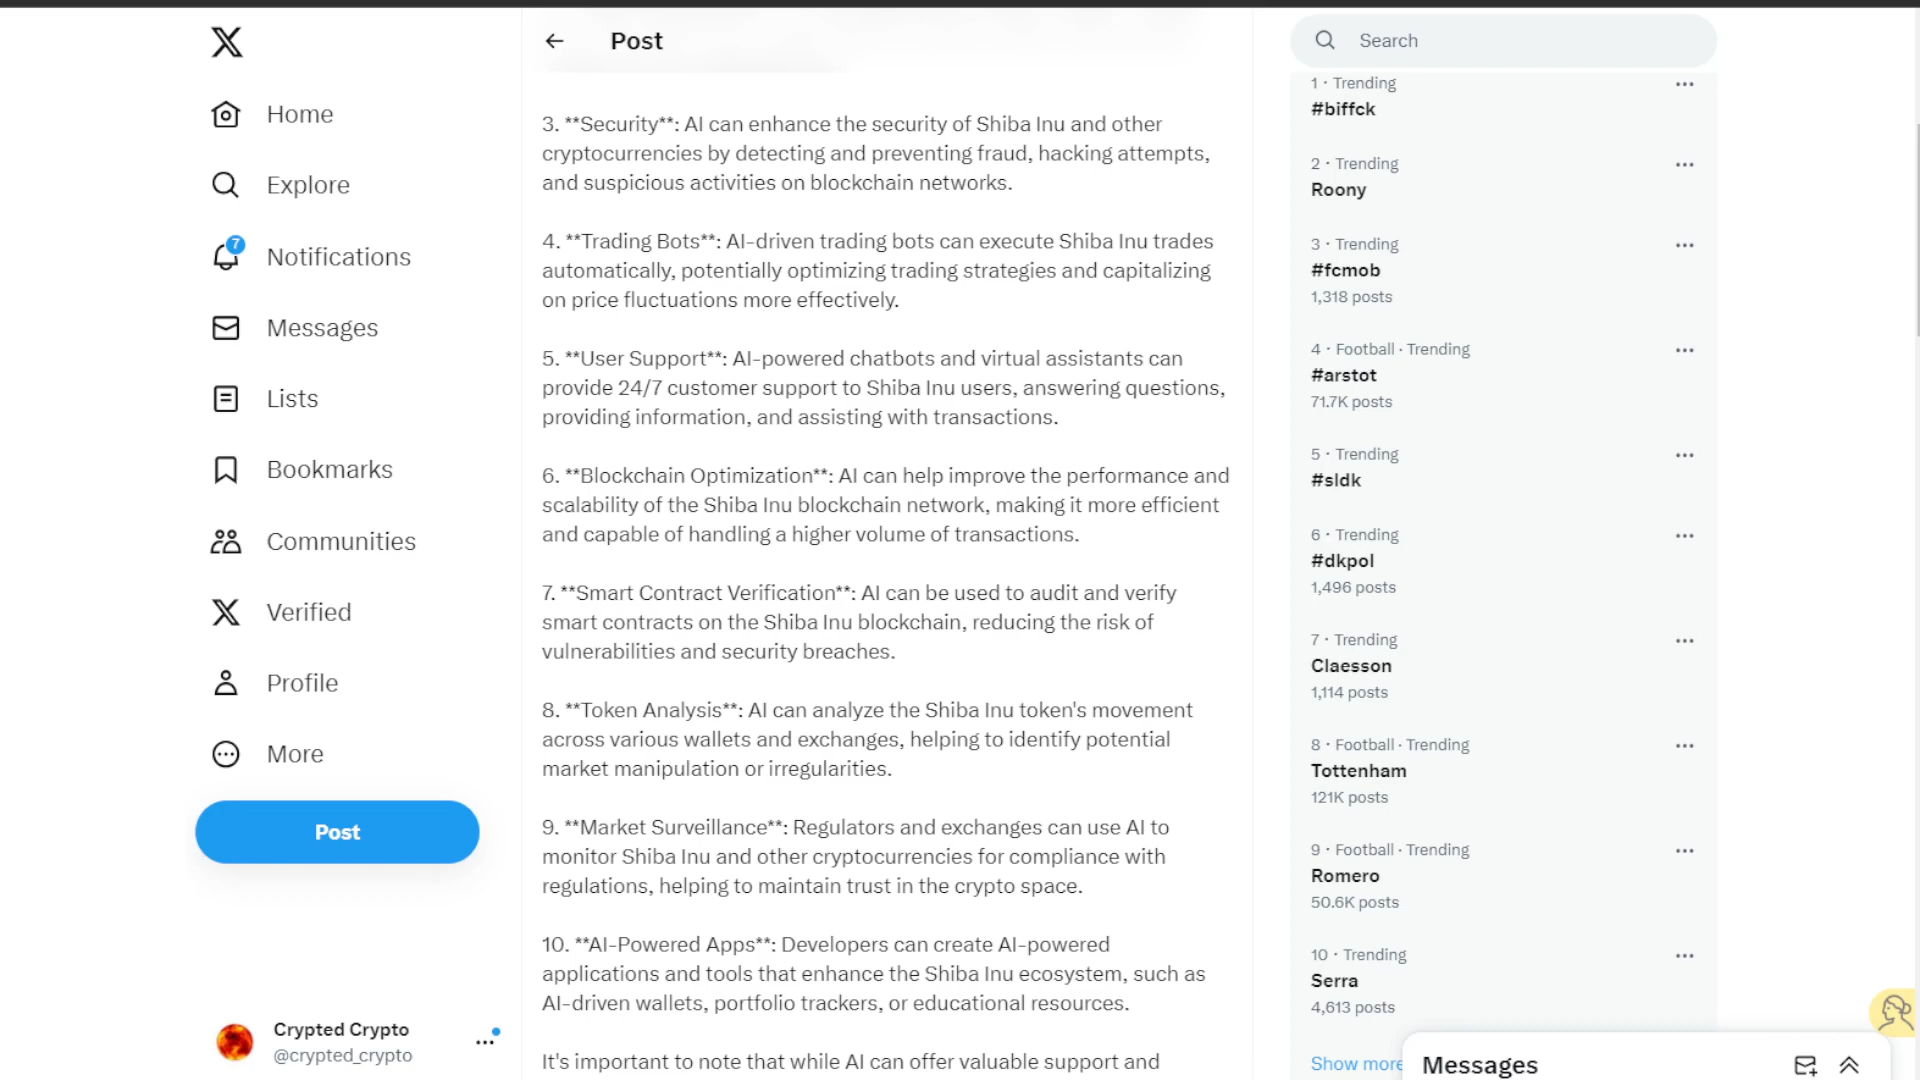 Home
Explore
7
Notifications
Messages
Lists
Bookmarks
Communities
Verified
Profile
More
Post
Crypted Crypto
@crypted_crypto
Post
3. **Security**: AI can enhance the security of Shiba Inu and other
cryptocurrencies by detecting and preventing fraud, hacking attempts,
and suspicious activities on blockchain networks.
4. **Trading Bots**: AI-driven trading bots can execute Shiba Inu trades
automatically, potentially optimizing trading strategies and capitalizing
on price fluctuations more effectively.
5. **User Support**: AI-powered chatbots and virtual assistants can
provide 24/7 customer support to Shiba Inu users, answering questions,
providing information, and assisting with transactions.
6. **Blockchain Optimization**: AI can help improve the performance and
scalability of the Shiba Inu blockchain network, making it more efficient
and capable of handling a higher volume of transactions.
7. **Smart Contract Verification**: AI can be used to audit and verify
smart contracts on the Shiba Inu blockchain, reducing the risk of
vulnerabilities and security breaches.
8. **Token Analysis**: AI can analyze the Shiba Inu token's movement
across various wallets and exchanges, helping to identify potential
market manipulation or irregularities.
9. **Market Surveillance**: Regulators and exchanges can use AI to
monitor Shiba Inu and other cryptocurrencies for compliance with
regulations, helping to maintain trust in the crypto space.
10. **AI-Powered Apps**: Developers can create AI-powered
applications and tools that enhance the Shiba Inu ecosystem, such as
AI-driven wallets, portfolio trackers, or educational resources.
It's important to note that while AI can offer valuable support and
Search
1 · Trending
#biffck
2 · Trending
Roony
3 · Trending
#fcmob
1,318 posts
4 · Football · Trending
#arstot
71.7K posts
5 · Trending
#sldk
6 · Trending
#dkpol
1,496 posts
7 · Trending
Claesson
1,114 posts
8 · Football · Trending
Tottenham
121K posts
9 · Football · Trending
Romero
50.6K posts
10 · Trending
Serra
4,613 posts
Show more
Messages